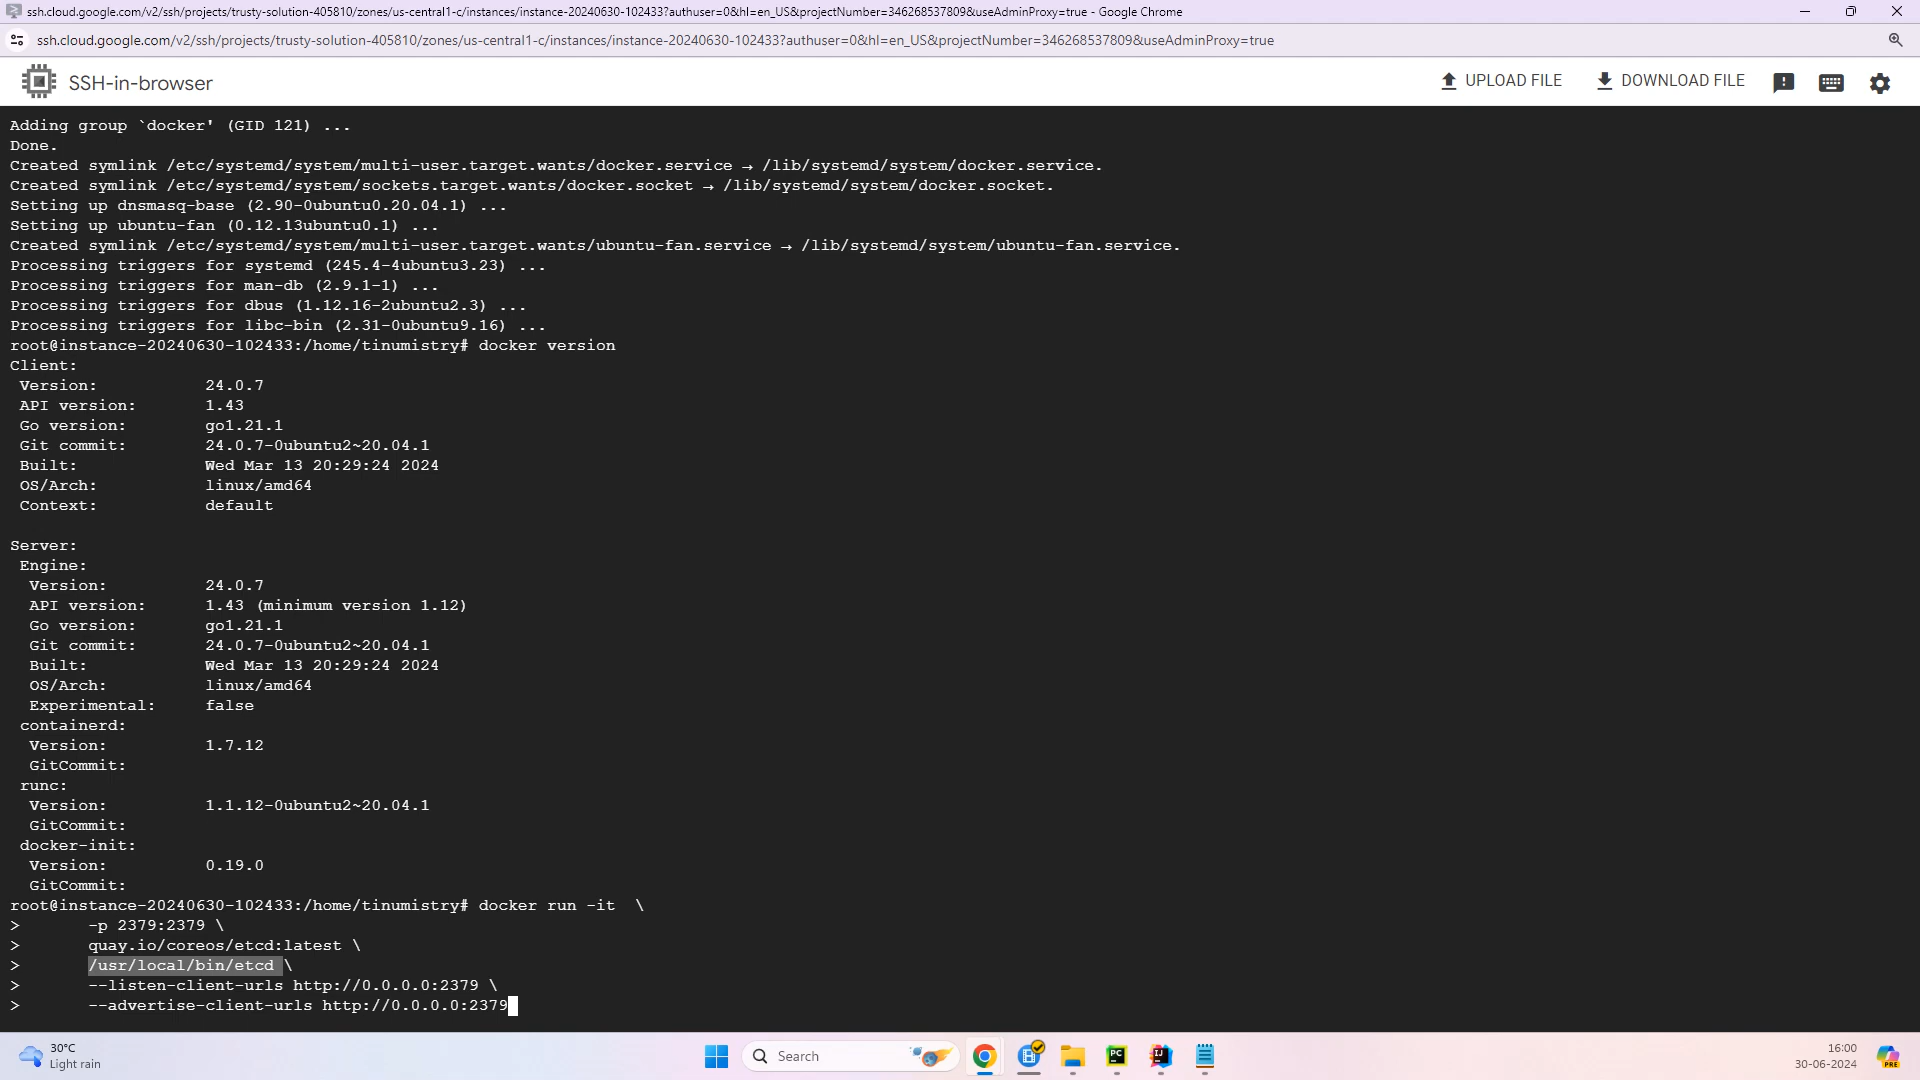 ssh.cloud.google.com/v2/ssh/projects/trusty-solution-405810/zones/us-central1-c/instances/instance-20240630-102433?authuser=0&hl=en_US&projectNumber=346268537809&useAdminProxy=true - Google Chrome
ssh.cloud.google.com/v2/ssh/projects/trusty-solution-405810/zones/us-central1-c/instances/instance-20240630-102433?authuser=0&hl=en_US&projectNumber=346268537809&useAdminProxy=true
SSH-in-browser
UPLOAD FILE
DOWNLOAD FILE
Adding group `docker' (GID 121) ...
Done.
Created symlink /etc/systemd/system/multi-user.target.wants/docker.service → /lib/systemd/system/docker.service.
Created symlink /etc/systemd/system/sockets.target.wants/docker.socket → /lib/systemd/system/docker.socket.
Setting up dnsmasq-base (2.90-0ubuntu0.20.04.1) ...
Setting up ubuntu-fan (0.12.13ubuntu0.1) ...
Created symlink /etc/systemd/system/multi-user.target.wants/ubuntu-fan.service → /lib/systemd/system/ubuntu-fan.service.
Processing triggers for systemd (245.4-4ubuntu3.23) ...
Processing triggers for man-db (2.9.1-1) ...
Processing triggers for dbus (1.12.16-2ubuntu2.3) ...
Processing triggers for libc-bin (2.31-0ubuntu9.16) ...
root@instance-20240630-102433:/home/tinumistry# docker version
Client:
 Version:           24.0.7
 API version:       1.43
 Go version:        go1.21.1
 Git commit:        24.0.7-0ubuntu2~20.04.1
 Built:             Wed Mar 13 20:29:24 2024
 OS/Arch:           linux/amd64
 Context:           default
Server:
 Engine:
  Version:          24.0.7
  API version:      1.43 (minimum version 1.12)
  Go version:       go1.21.1
  Git commit:       24.0.7-0ubuntu2~20.04.1
  Built:            Wed Mar 13 20:29:24 2024
  OS/Arch:          linux/amd64
  Experimental:     false
 containerd:
  Version:          1.7.12
  GitCommit:
 runc:
  Version:          1.1.12-0ubuntu2~20.04.1
  GitCommit:
 docker-init:
  Version:          0.19.0
  GitCommit:
root@instance-20240630-102433:/home/tinumistry# docker run -it  \
>       -p 2379:2379 \
>       quay.io/coreos/etcd:latest \
>       /usr/local/bin/etcd \
>       --listen-client-urls http://0.0.0.0:2379 \
>       --advertise-client-urls http://0.0.0.0:2379
30°C
Light rain
Search
PC
IJ
16:00
30-06-2024
PRE